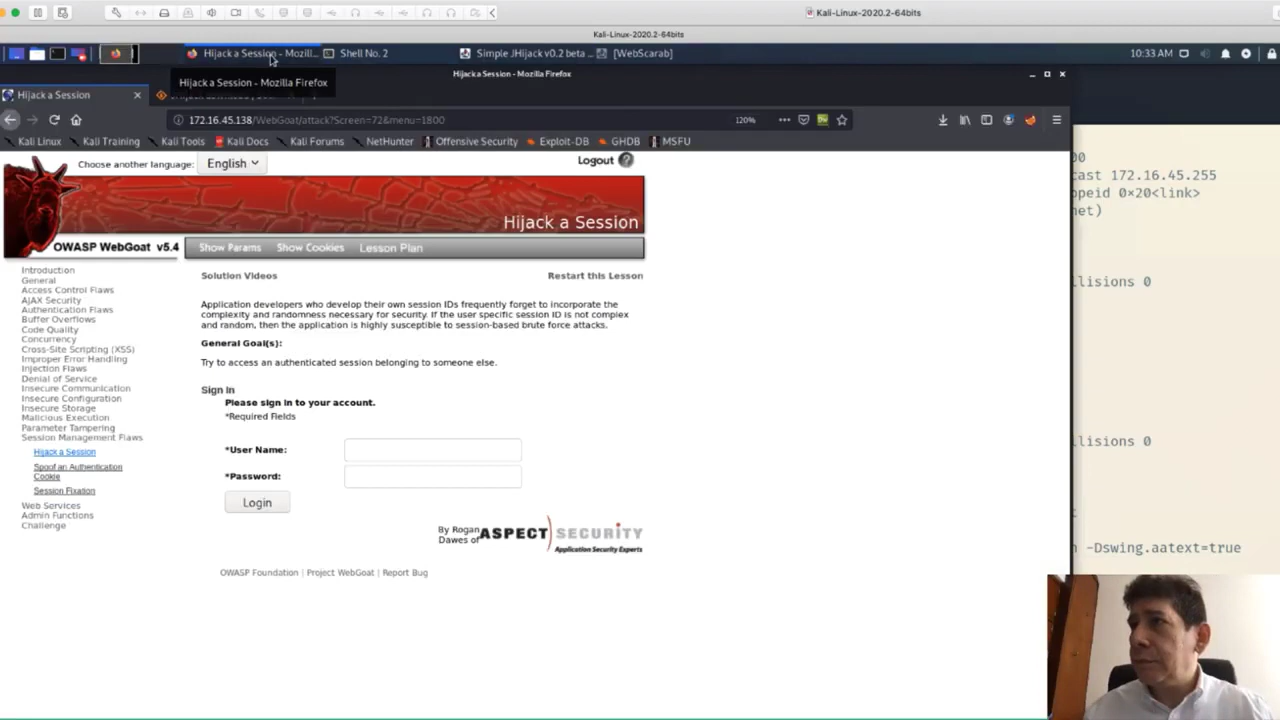 Kali-Linux-2020.2-64bits
Kali-Linux-2020.2-64bits
Hijack a Session - Mozill...
Shell No. 2
Simple JHijack v0.2 beta ...
[WebScarab]
10:33 AM
Hijack a Session - Mozilla Firefox
Hijack a Session - Mozilla Firefox
Hijack a Session
172.16.45.138/WebGoat/attack?Screen=72&menu=1800
120%
Kali Linux
Kali Training
Kali Tools
Kali Docs
Kali Forums
NetHunter
Offensive Security
Exploit-DB
GHDB
MSFU
Choose another language:
English
Logout
Hijack a Session
OWASP WebGoat v5.4
Show Params
Show Cookies
Lesson Plan
Introduction
General
Access Control Flaws
AJAX Security
Authentication Flaws
Buffer Overflows
Code Quality
Concurrency
Cross-Site Scripting (XSS)
Improper Error Handling
Injection Flaws
Denial of Service
Insecure Communication
Insecure Configuration
Insecure Storage
Malicious Execution
Parameter Tampering
Session Management Flaws
Hijack a Session
Spoof an Authentication
Cookie
Session Fixation
Web Services
Admin Functions
Challenge
Solution Videos
Restart this Lesson
Application developers who develop their own session IDs frequently forget to incorporate the
complexity and randomness necessary for security. If the user specific session ID is not complex
and random, then the application is highly susceptible to session-based brute force attacks.
General Goal(s):
Try to access an authenticated session belonging to someone else.
Sign In
Please sign in to your account.
*Required Fields
*User Name:
*Password:
Login
By Rogan
Dawes of
ASPECT SECURITY
Application Security Experts
OWASP Foundation | Project WebGoat | Report Bug
00
cast 172.16.45.255
opeid 0×20<link>
net)
llisions 0
llisions 0
-Dswing.aatext=true